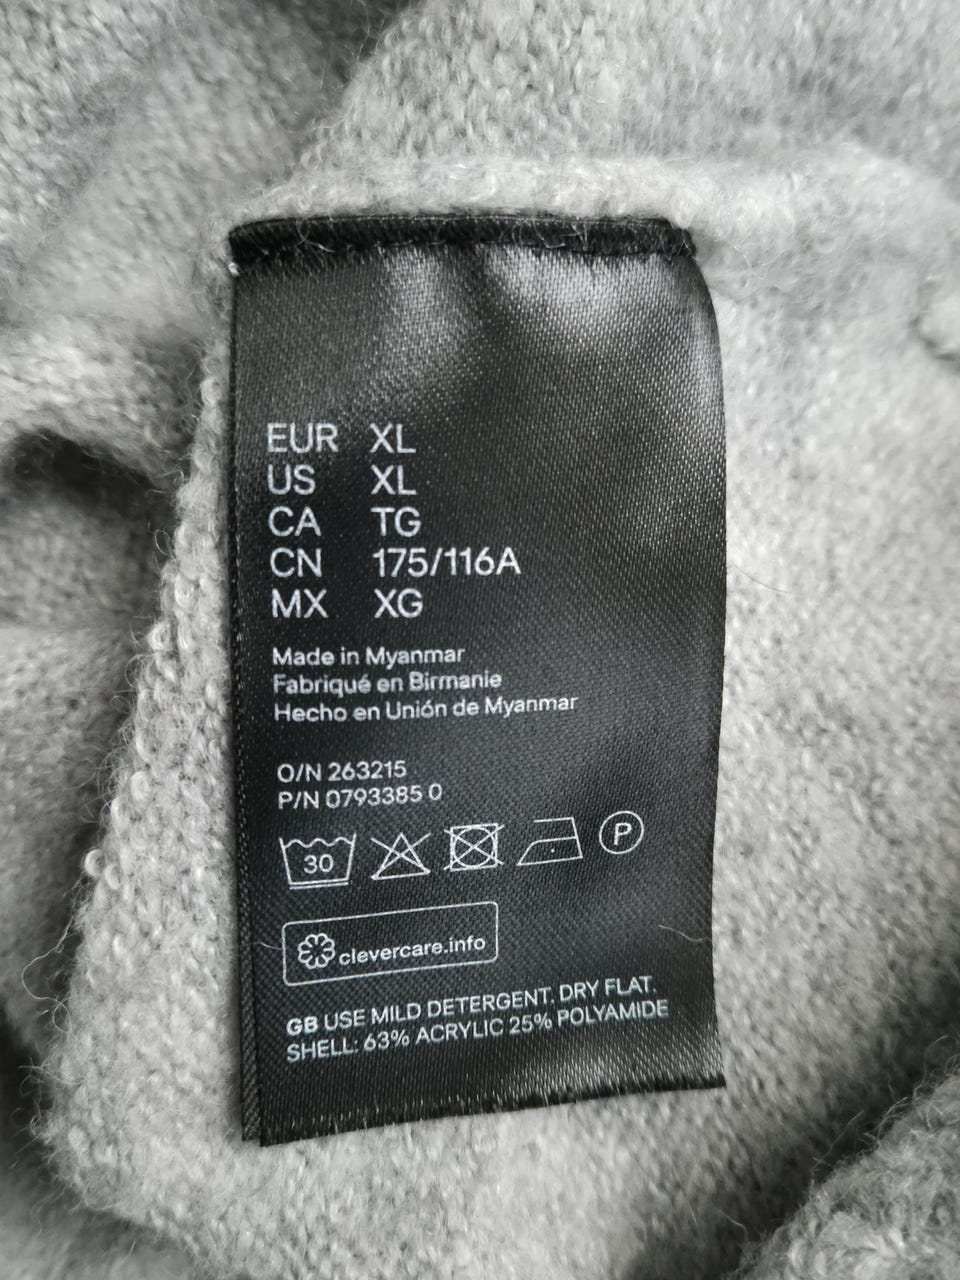 EUR XL
US XL
CA TG
CN 175/116A
MX XG
Made in Myanmar
Fabriqué en Birmanie
Hecho en Unión de Myanmar
O/N 263215
P/N 0793385 0
30 P
clevercare.info
GB USE MILD DETERGENT. DRY FLAT.
SHELL: 63% ACRYLIC 25% POLYAMIDE